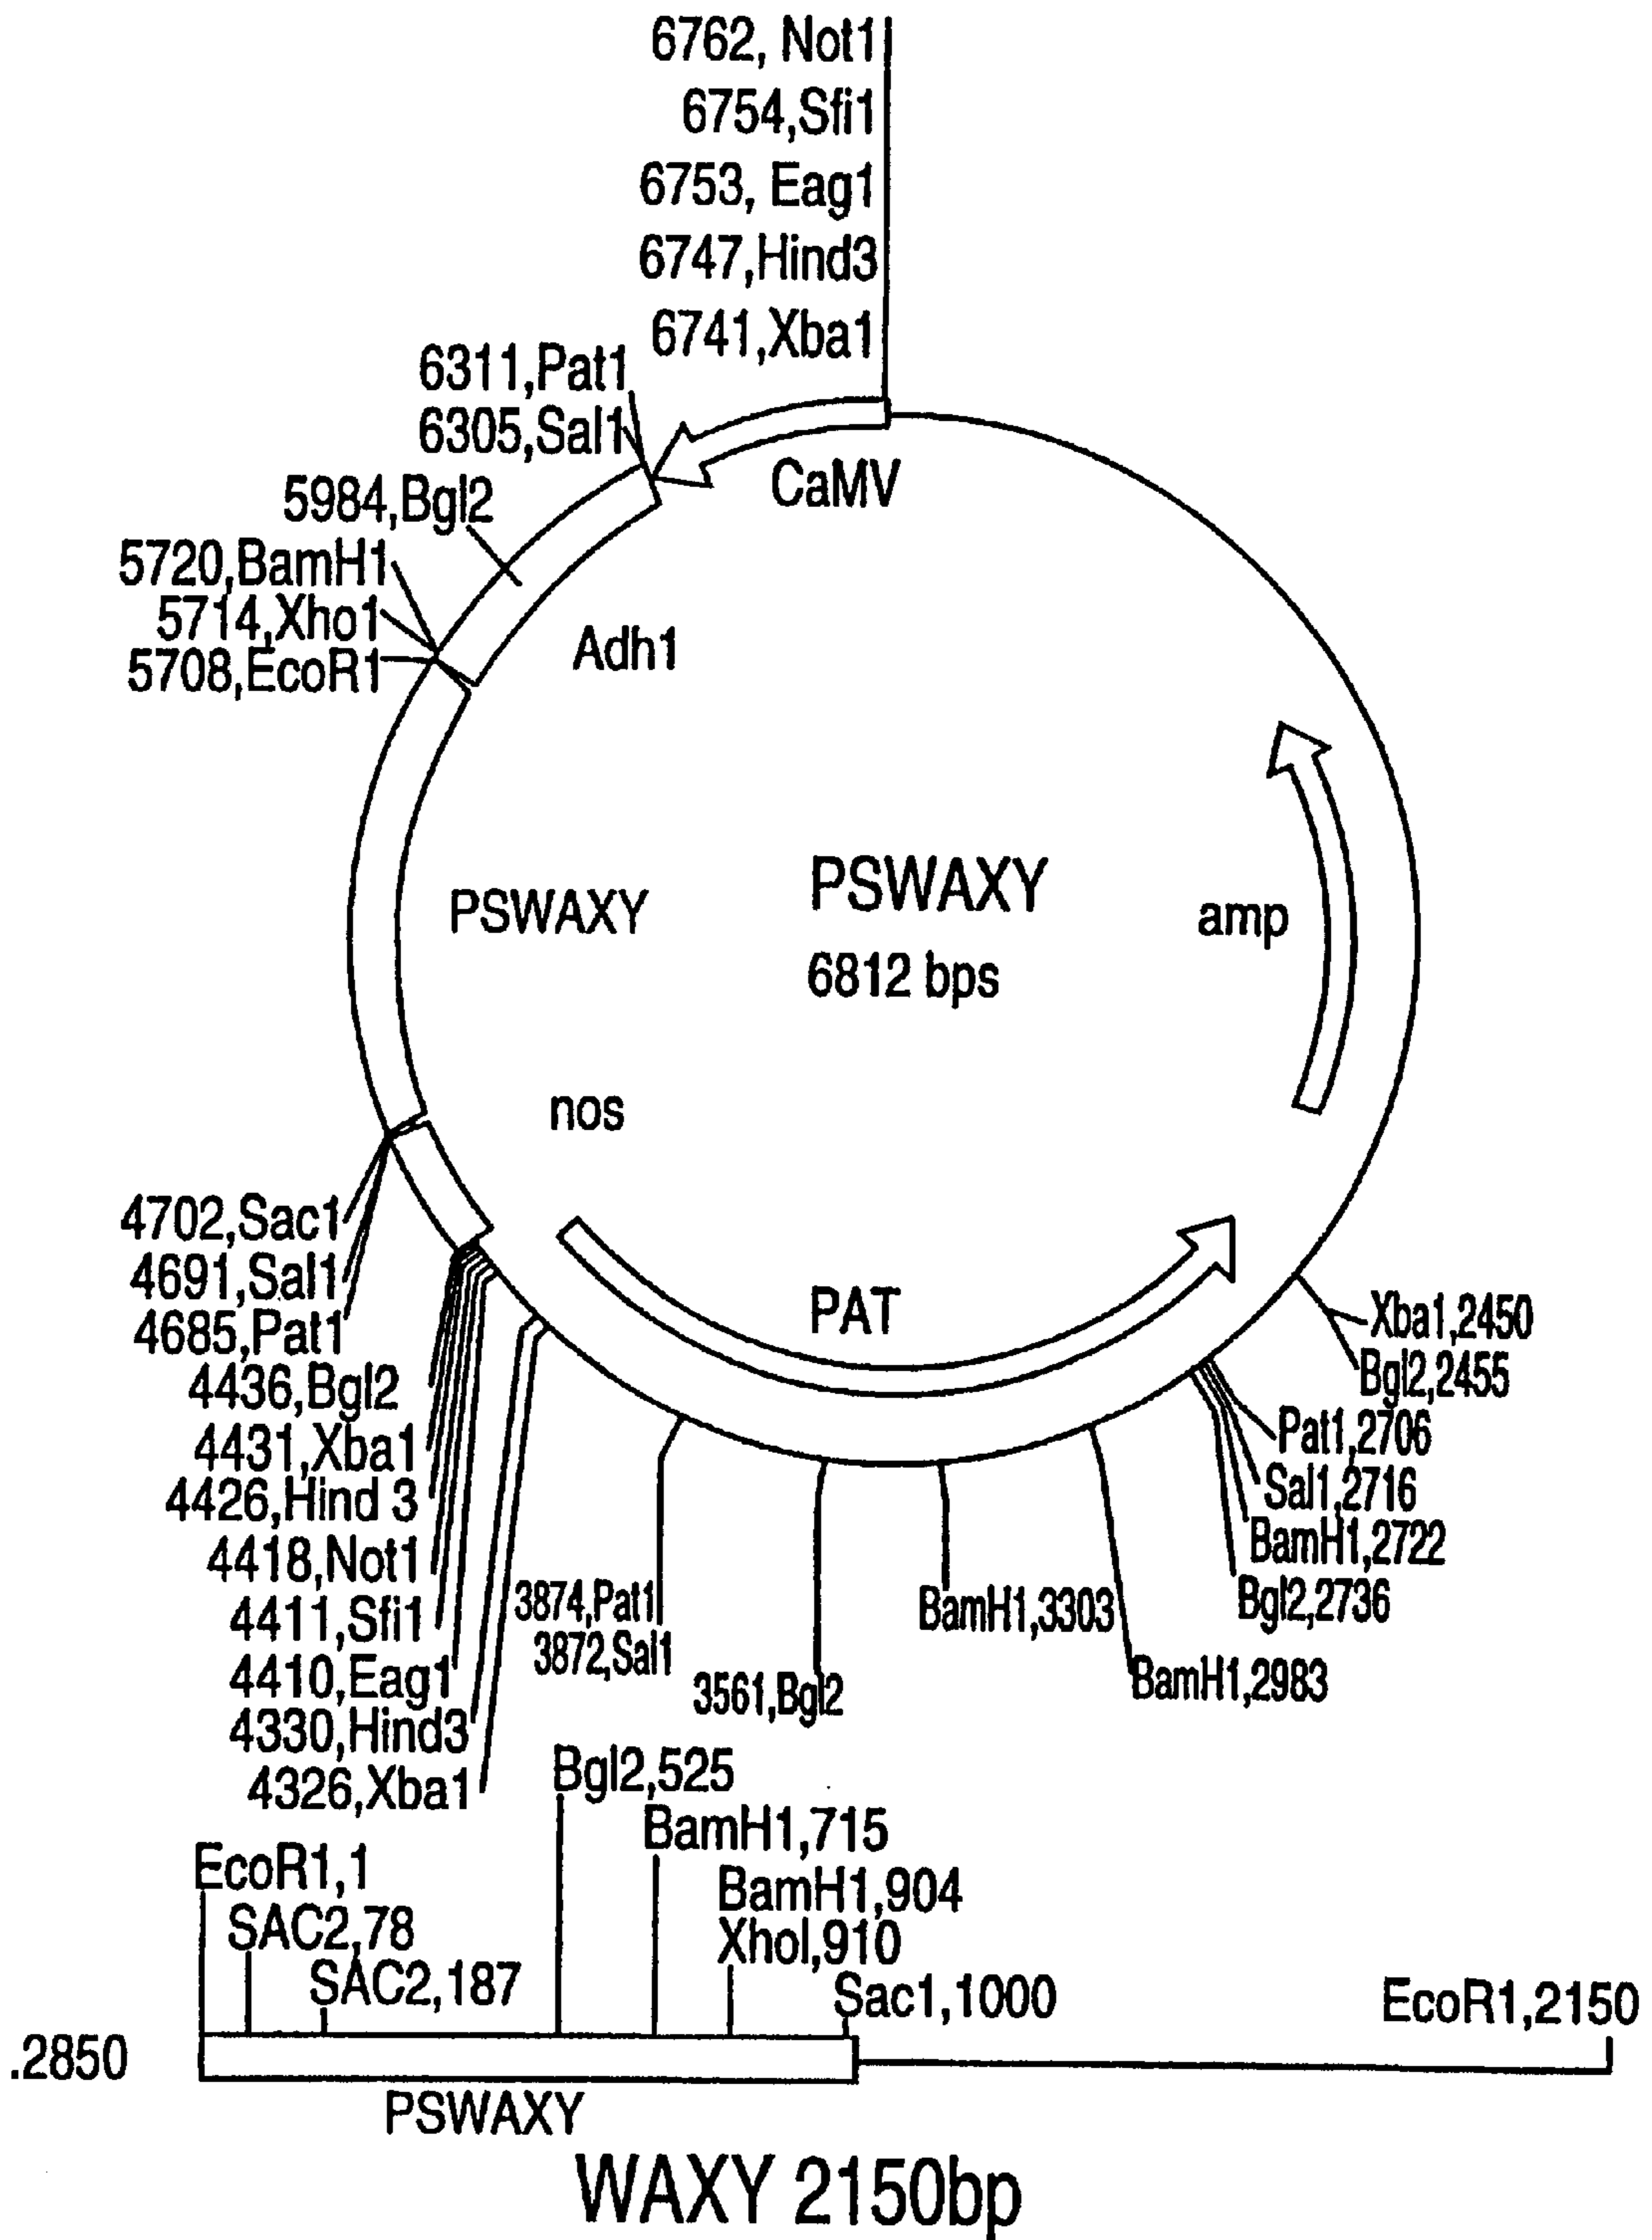 6762, Not1
6754,Sfi1
6753, Eag1
6747,Hind3
6741,Xba1
6311,Pat1
6305,Sal1
5984,Bgl2
5720,BamH1
5714,Xho1
5708,EcoR1
CaMV
Adh1
PSWAXY
PSWAXY
6812 bps
amp
nos
PAT
4702,Sac1
4691,Sal1
4685,Pat1
4436,Bgl2
4431,Xba1
4426,Hind 3
4418,Not1
4411,Sfi1
4410,Eag1
4330,Hind3
4326,Xba1
3874,Pat1
3872,Sal1
3561,Bgl2
BamH1,3303
BamH1,2983
Xba1,2450
Bgl2,2455
Pat1,2706
Sal1,2716
BamH1,2722
Bgl2,2736
Bgl2,525
BamH1,715
EcoR1,1
BamH1,904
SAC2,78
Xhol,910
SAC2,187
Sac1,1000
EcoR1,2150
.2850
PSWAXY
WAXY 2150bp